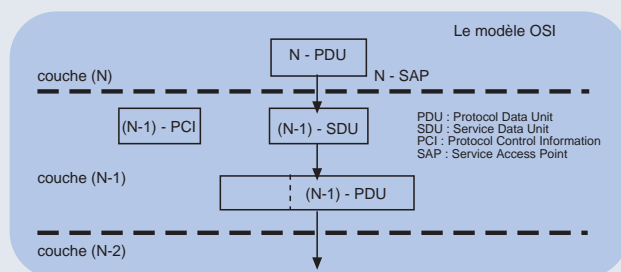 Le modèle OSI
N - PDU
couche (N)
N - SAP
(N-1) - PCI
(N-1) - SDU
PDU : Protocol Data Unit
SDU : Service Data Unit
PCI : Protocol Control Information
SAP : Service Access Point
couche (N-1)
(N-1) - PDU
couche (N-2)